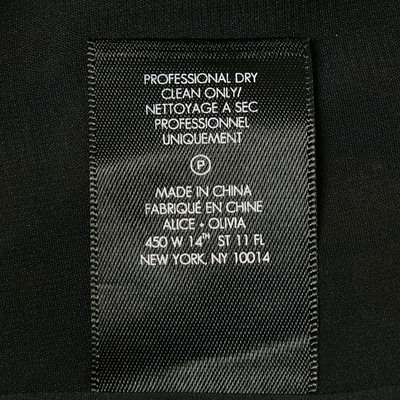 PROFESSIONAL DRY
CLEAN ONLY/
NETTOYAGE A SEC
PROFESSIONNEL
UNIQUEMENT
P
MADE IN CHINA
FABRIQUÉ EN CHINE
ALICE + OLIVIA
450 W 14TH ST 11 FL
NEW YORK, NY 10014